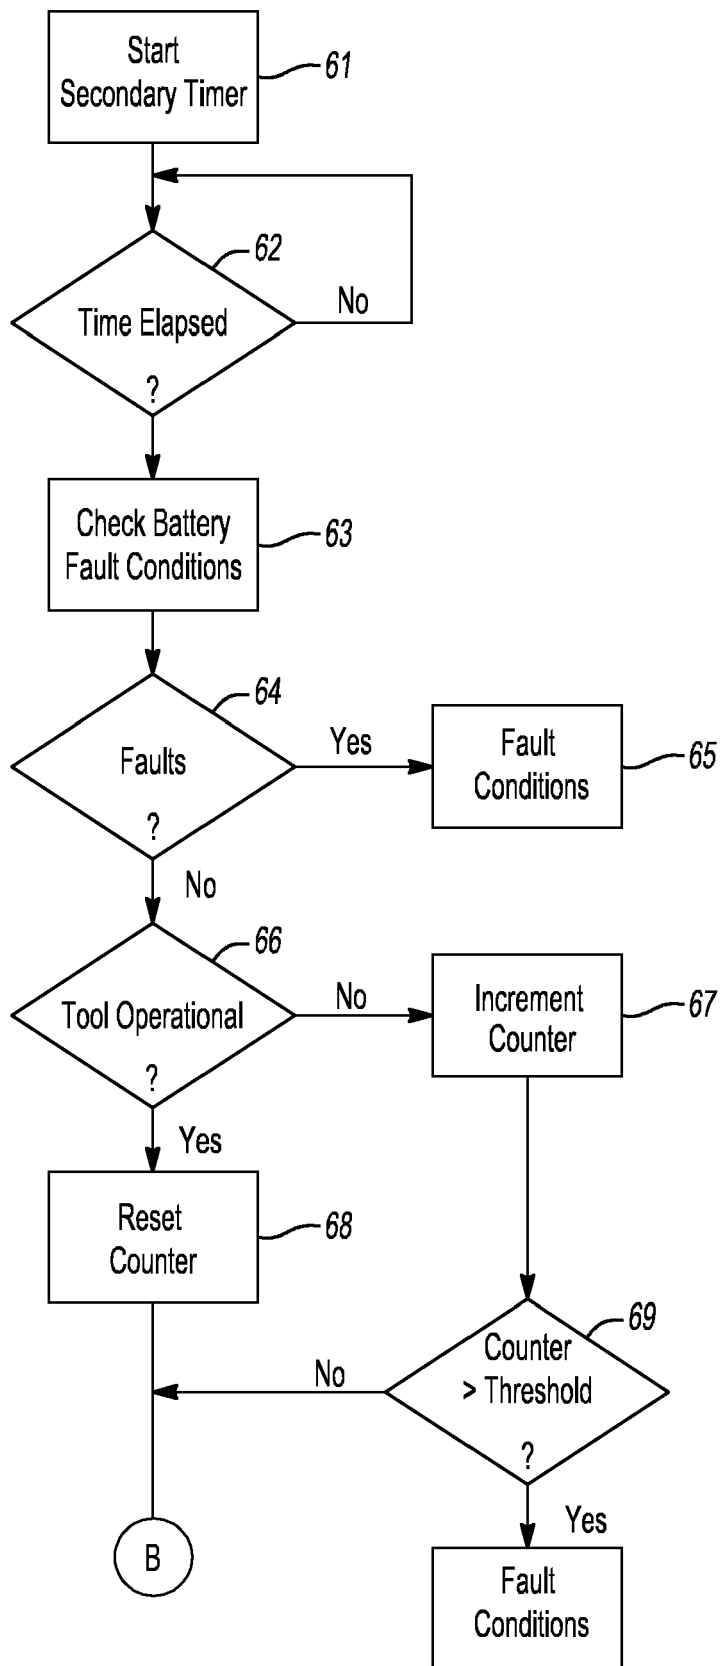 Start
Secondary Timer
61
62
No
Time Elapsed
?
Check Battery
Fault Conditions
63
64
Yes
Faults
?
Fault
Conditions
65
No
66
No
Tool Operational
?
Increment
Counter
67
Yes
Reset
Counter
68
69
Counter
> Threshold
?
No
Yes
B
Fault
Conditions